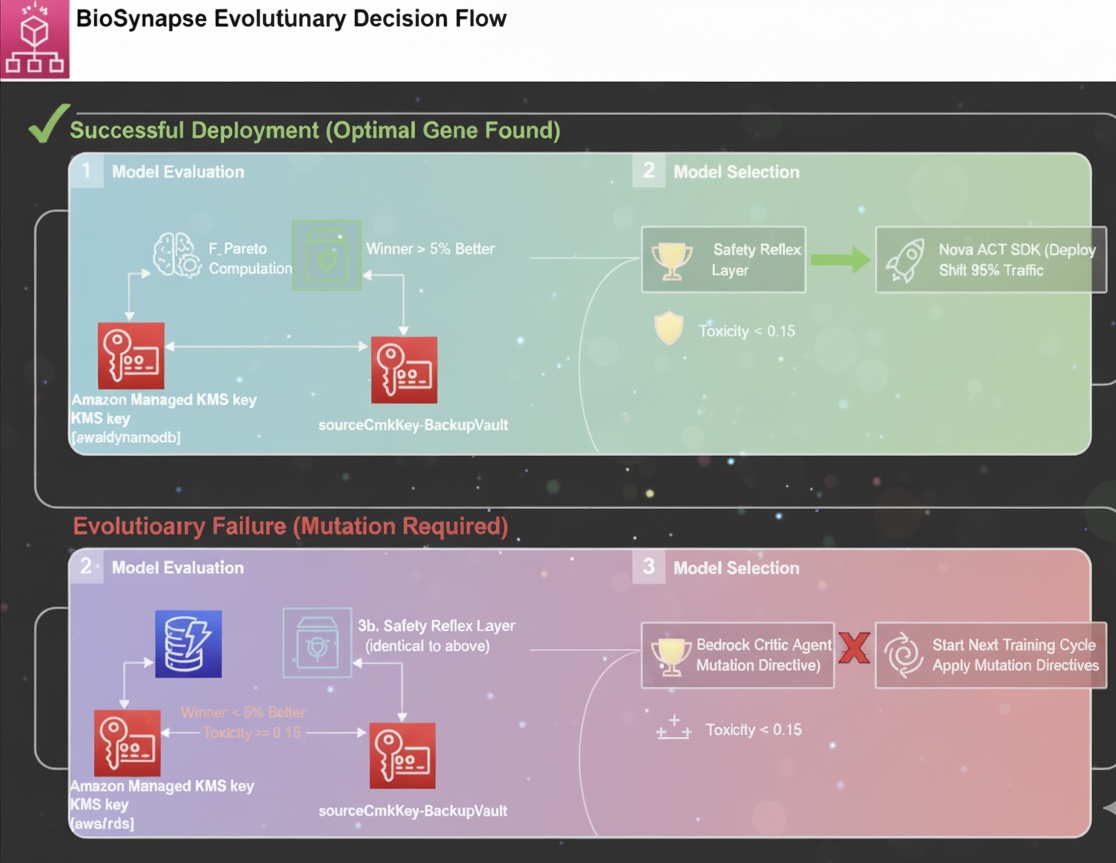 BioSynapse Evolutunary Decision Flow
Successful Deployment (Optimal Gene Found)
1 Model Evaluation
2 Model Selection
F_Pareto
Compulation
Winner > 5% Better
Safety Reflex
Layer
Nova ACT SDK (Deploy
Shift 95% Traffic
Toxicity < 0.15
Amazon Managed KMS key
KMS key
[awaldynamodb]
sourceCmkKey-BackupVault
Evolutioairy Failure (Mutation Required)
2 Model Evaluation
3 Model Selection
3b. Safety Reflex Layer
(identical to above)
Bedrock Critic Agent
Mutation Directive)
Start Next Training Cycle
Apply Mutation Directives
Winner < 5% Better
Toxicity >= 0.15
Toxicity < 0.15
Amazon Managed KMS key
KMS key
[aws/rds]
sourceCmkKey-BackupVault